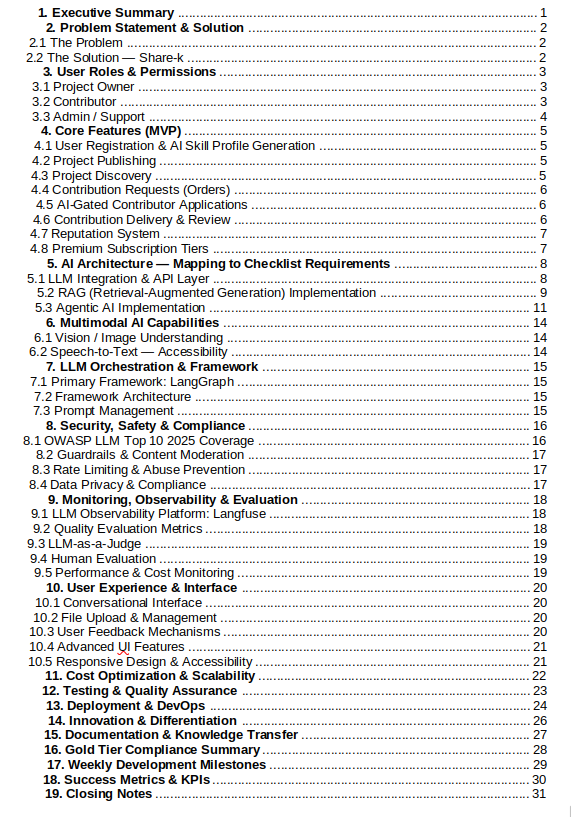 1. Executive Summary ........ 1
2. Problem Statement & Solution ........ 2
2.1 The Problem ........ 2
2.2 The Solution — Share-k ........ 2
3. User Roles & Permissions ........ 3
3.1 Project Owner ........ 3
3.2 Contributor ........ 3
3.3 Admin / Support ........ 4
4. Core Features (MVP) ........ 5
4.1 User Registration & AI Skill Profile Generation ........ 5
4.2 Project Publishing ........ 5
4.3 Project Discovery ........ 5
4.4 Contribution Requests (Orders) ........ 6
4.5 AI-Gated Contributor Applications ........ 6
4.6 Contribution Delivery & Review ........ 6
4.7 Reputation System ........ 7
4.8 Premium Subscription Tiers ........ 7
5. AI Architecture — Mapping to Checklist Requirements ........ 8
5.1 LLM Integration & API Layer ........ 8
5.2 RAG (Retrieval-Augmented Generation) Implementation ........ 9
5.3 Agentic AI Implementation ........ 11
6. Multimodal AI Capabilities ........ 14
6.1 Vision / Image Understanding ........ 14
6.2 Speech-to-Text — Accessibility ........ 14
7. LLM Orchestration & Framework ........ 15
7.1 Primary Framework: LangGraph ........ 15
7.2 Framework Architecture ........ 15
7.3 Prompt Management ........ 15
8. Security, Safety & Compliance ........ 16
8.1 OWASP LLM Top 10 2025 Coverage ........ 16
8.2 Guardrails & Content Moderation ........ 17
8.3 Rate Limiting & Abuse Prevention ........ 17
8.4 Data Privacy & Compliance ........ 17
9. Monitoring, Observability & Evaluation ........ 18
9.1 LLM Observability Platform: Langfuse ........ 18
9.2 Quality Evaluation Metrics ........ 18
9.3 LLM-as-a-Judge ........ 19
9.4 Human Evaluation ........ 19
9.5 Performance & Cost Monitoring ........ 19
10. User Experience & Interface ........ 20
10.1 Conversational Interface ........ 20
10.2 File Upload & Management ........ 20
10.3 User Feedback Mechanisms ........ 20
10.4 Advanced UI Features ........ 21
10.5 Responsive Design & Accessibility ........ 21
11. Cost Optimization & Scalability ........ 22
12. Testing & Quality Assurance ........ 23
13. Deployment & DevOps ........ 24
14. Innovation & Differentiation ........ 26
15. Documentation & Knowledge Transfer ........ 27
16. Gold Tier Compliance Summary ........ 28
17. Weekly Development Milestones ........ 29
18. Success Metrics & KPIs ........ 30
19. Closing Notes ........ 31